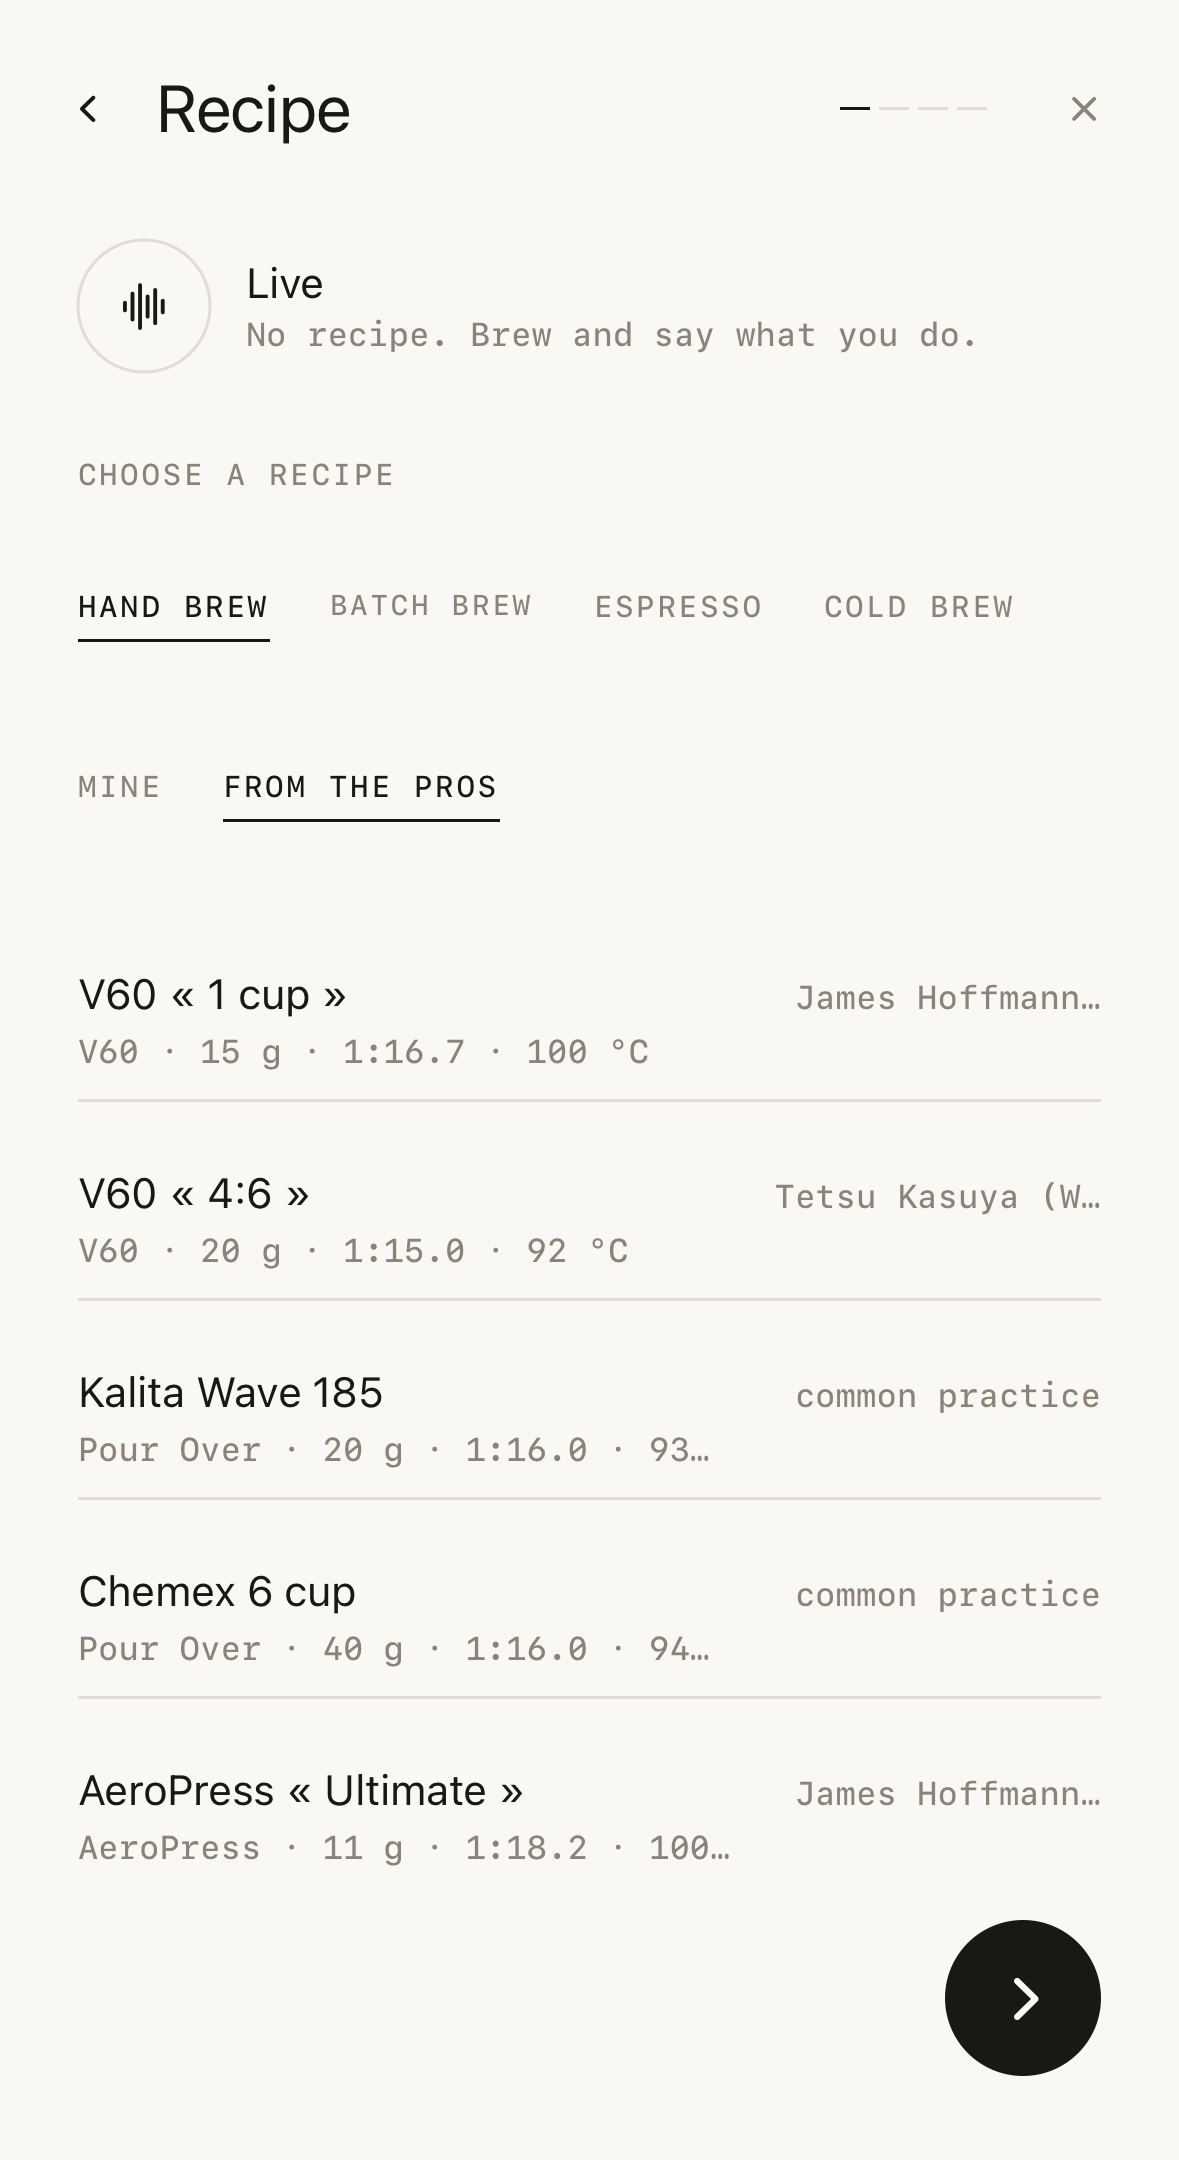 Recipe
Live
No recipe. Brew and say what you do.
CHOOSE A RECIPE
HAND BREW BATCH BREW ESPRESSO COLD BREW
MINE FROM THE PROS
V60 « 1 cup » James Hoffmann…
V60 · 15 g · 1:16.7 · 100 °C
V60 « 4:6 » Tetsu Kasuya (W…
V60 · 20 g · 1:15.0 · 92 °C
Kalita Wave 185 common practice
Pour Over · 20 g · 1:16.0 · 93…
Chemex 6 cup common practice
Pour Over · 40 g · 1:16.0 · 94…
AeroPress « Ultimate » James Hoffmann…
AeroPress · 11 g · 1:18.2 · 100…